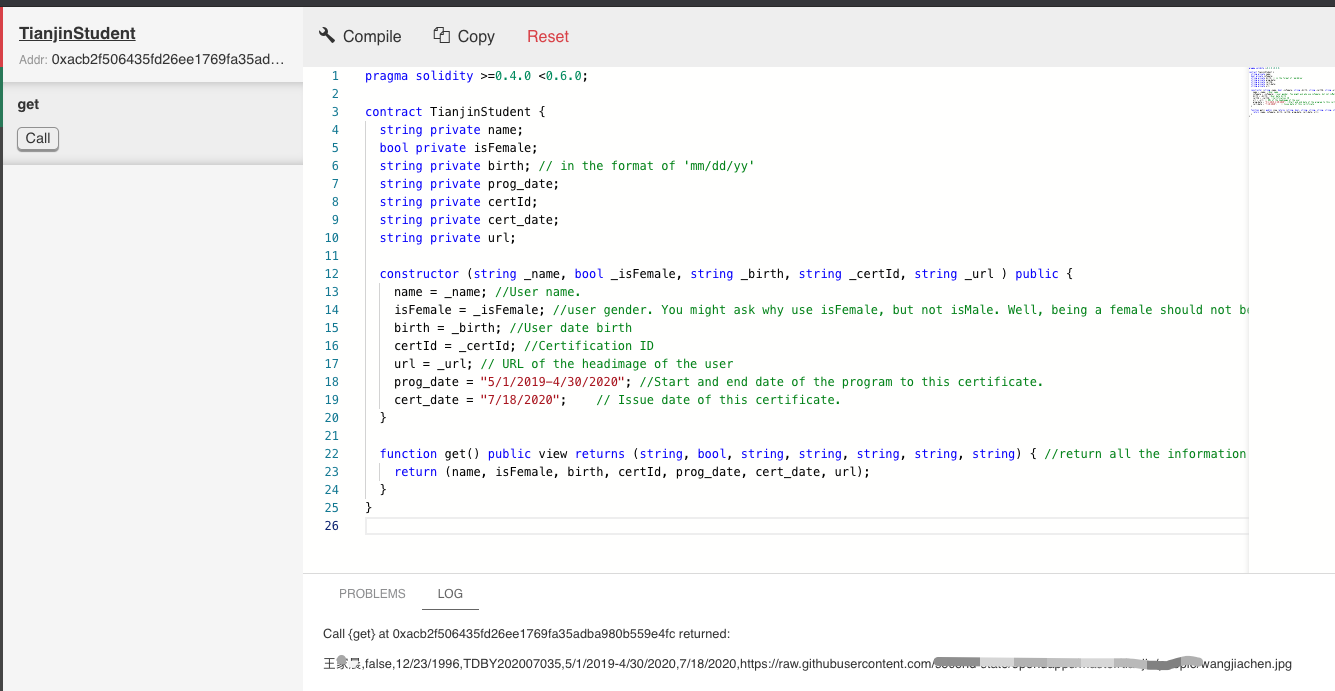 TianjinStudent
Addr: 0xacb2f506435fd26ee1769fa35ad...
get
Call
Compile Copy Reset
1 pragma solidity >=0.4.0 <0.6.0;
2
3 contract TianjinStudent {
4 string private name;
5 bool private isFemale;
6 string private birth; // in the format of 'mm/dd/yy'
7 string private prog_date;
8 string private certId;
9 string private cert_date;
10 string private url;
11
12 constructor (string _name, bool _isFemale, string _birth, string _certId, string _url ) public {
13 name = _name; //User name.
14 isFemale = _isFemale; //user gender. You might ask why use isFemale, but not isMale. Well, being a female should not be
15 birth = _birth; //User date birth
16 certId = _certId; //Certification ID
17 url = _url; // URL of the headimage of the user
18 prog_date = "5/1/2019-4/30/2020"; //Start and end date of the program to this certificate.
19 cert_date = "7/18/2020"; // Issue date of this certificate.
20 }
21
22 function get() public view returns (string, bool, string, string, string, string, string) { //return all the information
23 return (name, isFemale, birth, certId, prog_date, cert_date, url);
24 }
25 }
26
PROBLEMS LOG
Call {get} at 0xacb2f506435fd26ee1769fa35adba980b559e4fc returned:
王,false,12/23/1996,TDBY202007035,5/1/2019-4/30/2020,7/18/2020,https://raw.githubusercontent.com/wangjiachen.jpg